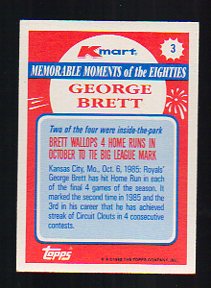 Kmart
3
MEMORABLE MOMENTS of the EIGHTIES
GEORGE
BRETT
Two of the four were inside-the-park
BRETT WALLOPS 4 HOME RUNS IN
OCTOBER TO TIE BIG LEAGUE MARK
Kansas City, Mo., Oct. 6, 1985: Royals'
George Brett has hit Home Run in each
of the final 4 games of the season. It
marked the second time in 1985 and the
3rd in his career that he has achieved
streak of Circuit Clouts in 4 consecutive
contests.
Topps
THE TOPPS COMPANY, INC.